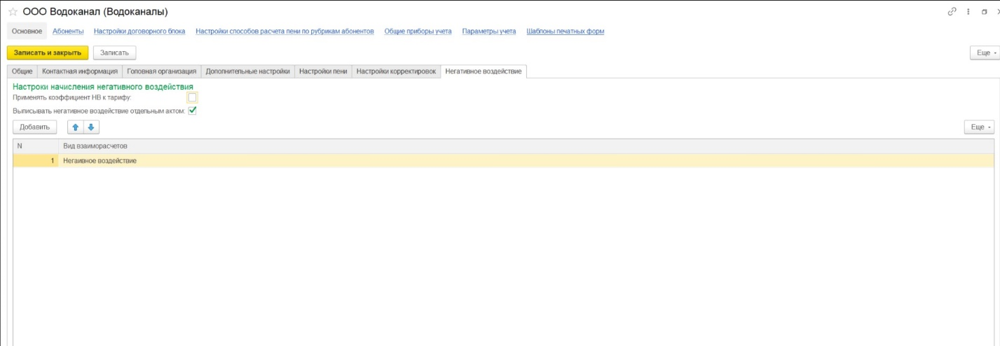 ООО Водоканал (Водоканалы)
Основное Абоненты Настройки договорного блока Настройки способов расчета пени по рубрикам абонентов Общие приборы учета Параметры учета Шаблоны печатных форм
Записать и закрыть Записать Еще
Общие Контактная информация Головная организация Дополнительные настройки Настройки пени Настройки корректировок Негативное воздействие
Настроки начисления негативного воздействия
Применять коэффициент НВ к тарифу:
Выписывать негативное воздействие отдельным актом:
Добавить Еще
N Вид взаиморасчетов
1 Негаивное воздействие